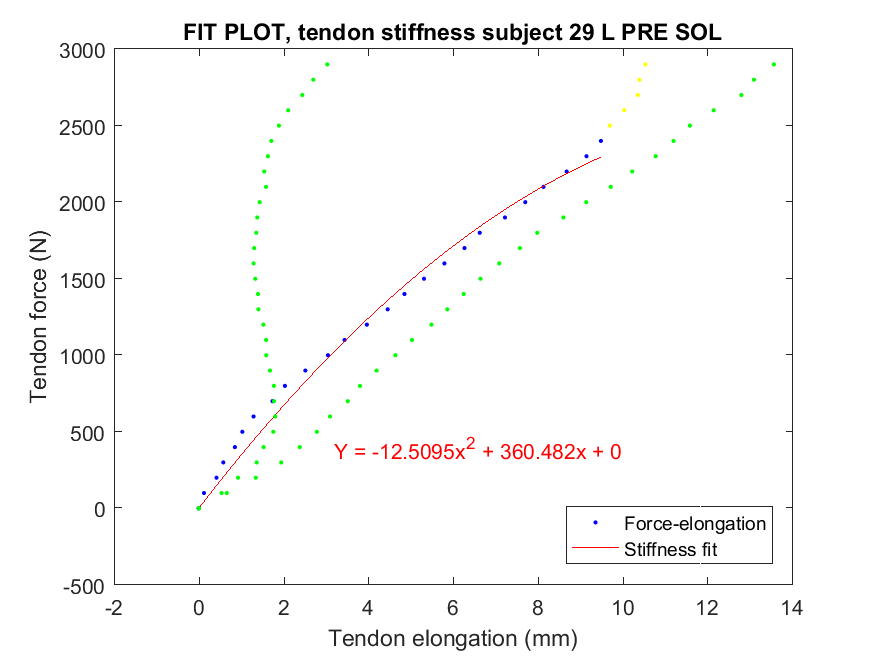 FIT PLOT, tendon stiffness subject 29 L PRE SOL
3000
2500
2000
1500
1000
500
0
-500
Tendon force (N)
Y = -12.5095x² + 360.482x + 0
Force-elongation
Stiffness fit
-2 0 2 4 6 8 10 12 14
Tendon elongation (mm)